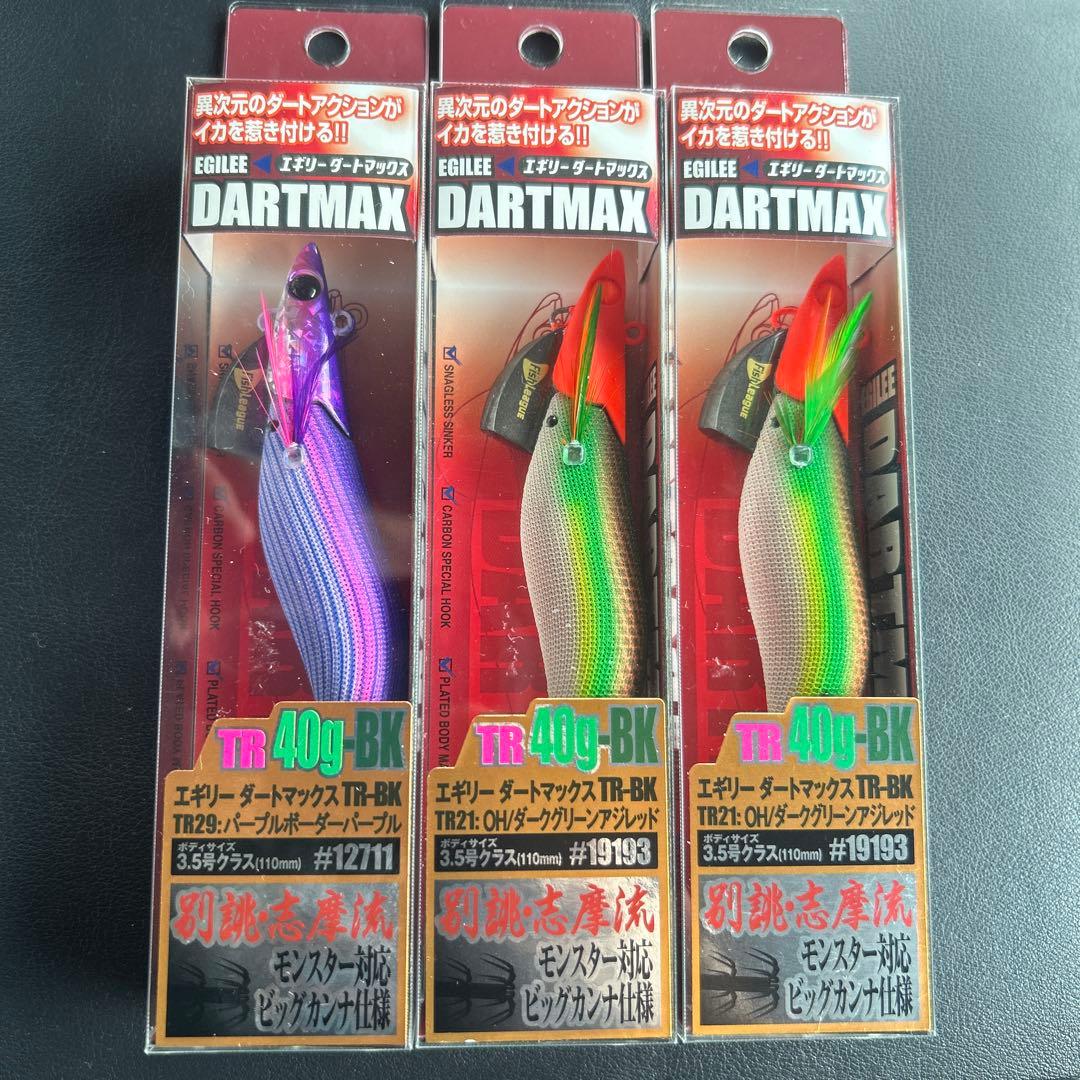 異次元のダートアクションが
イカを惹き付ける!!
EGILEE エギリーダートマックス
DARTMAX
FishLeague
SNAGLESS SINKER
CARBON SPECIAL HOOK
PLATED BODY
TR 40g-BK
エギリー ダートマックス TR-BK
TR29:パープルボーダーパープル
ボディサイズ
3.5号クラス(110mm) #12711
別誂・志摩流
モンスター対応
ビッグカンナ仕様
異次元のダートアクションが
イカを惹き付ける!!
EGILEE エギリーダートマックス
DARTMAX
FishLeague
SNAGLESS SINKER
CARBON SPECIAL HOOK
PLATED BODY
TR 40g-BK
エギリー ダートマックス TR-BK
TR21:OH/ダークグリーンアジレッド
ボディサイズ
3.5号クラス(110mm) #19193
別誂・志摩流
モンスター対応
ビッグカンナ仕様
異次元のダートアクションが
イカを惹き付ける!!
EGILEE エギリーダートマックス
DARTMAX
FishLeague
EGILEE
TR 40g-BK
エギリー ダートマックス TR-BK
TR21:OH/ダークグリーンアジレッド
ボディサイズ
3.5号クラス(110mm) #19193
別誂・志摩流
モンスター対応
ビッグカンナ仕様